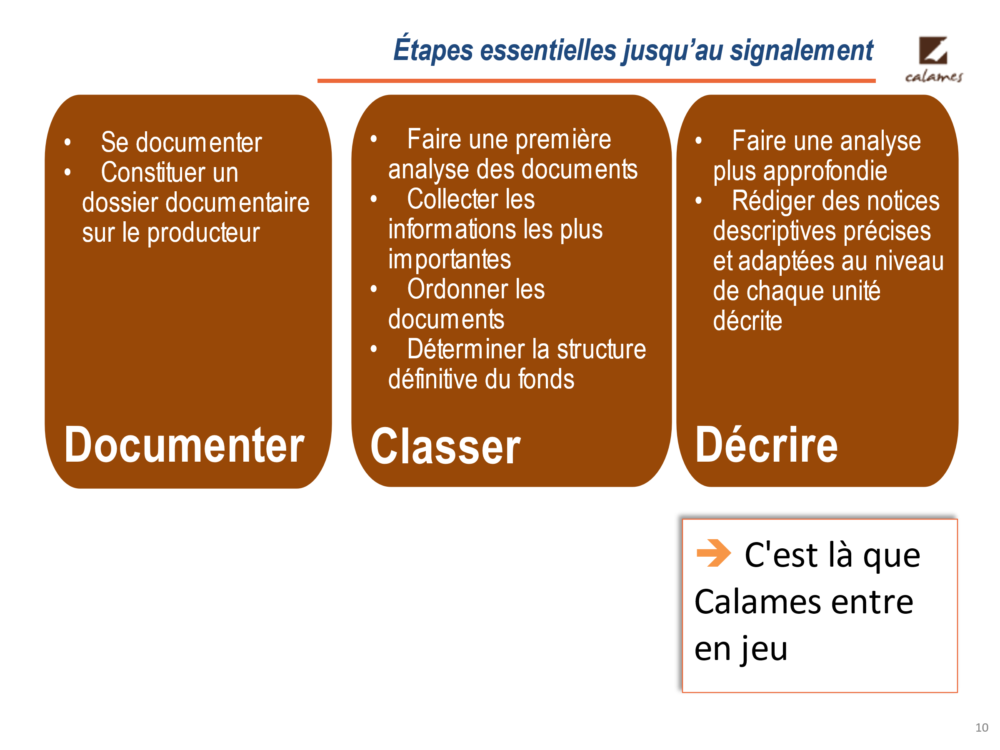 Étapes essentielles jusqu’au signalement
calames
• Se documenter
• Constituer un
dossier documentaire
sur le producteur
Documenter
• Faire une première
analyse des documents
• Collecter les
informations les plus
importantes
• Ordonner les
documents
• Déterminer la structure
définitive du fonds
Classer
• Faire une analyse
plus approfondie
• Rédiger des notices
descriptives précises
et adaptées au niveau
de chaque unité
décrite
Décrire
➔ C'est là que
Calames entre
en jeu
10